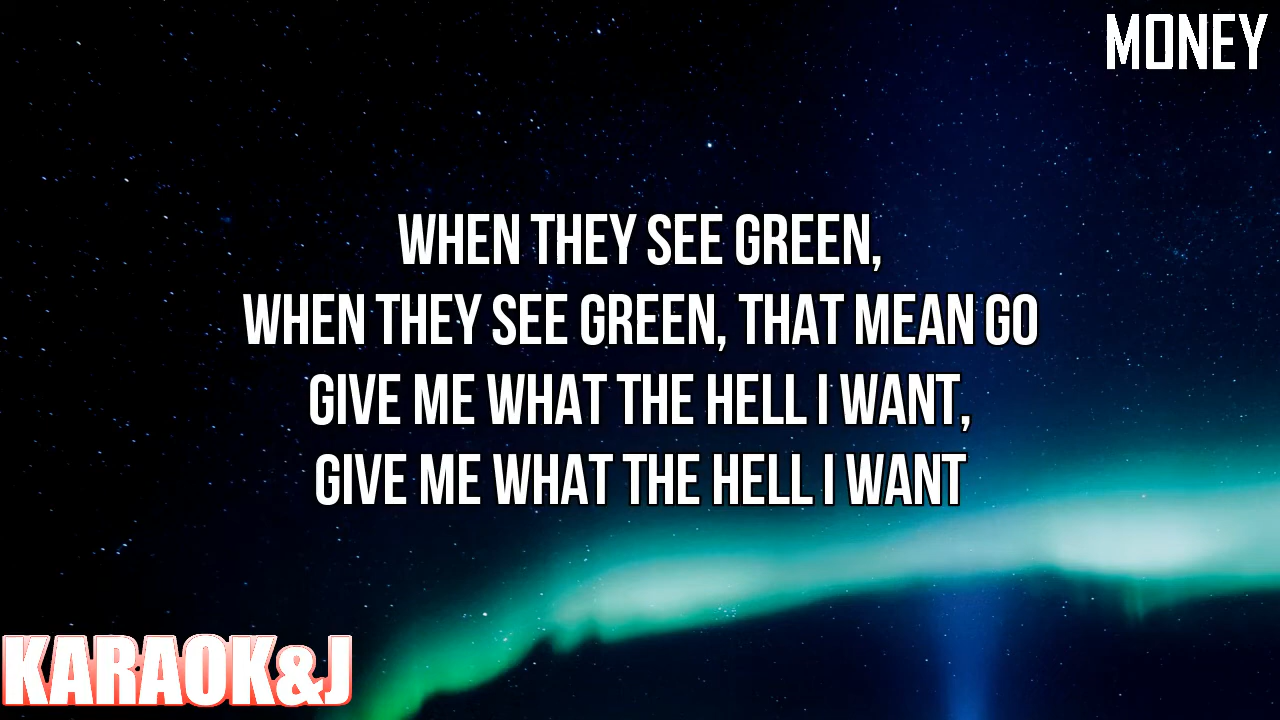 MONEY
WHEN THEY SEE GREEN,
WHEN THEY SEE GREEN, THAT MEAN GO
GIVE ME WHAT THE HELL I WANT,
GIVE ME WHAT THE HELL I WANT
KARAOK&J